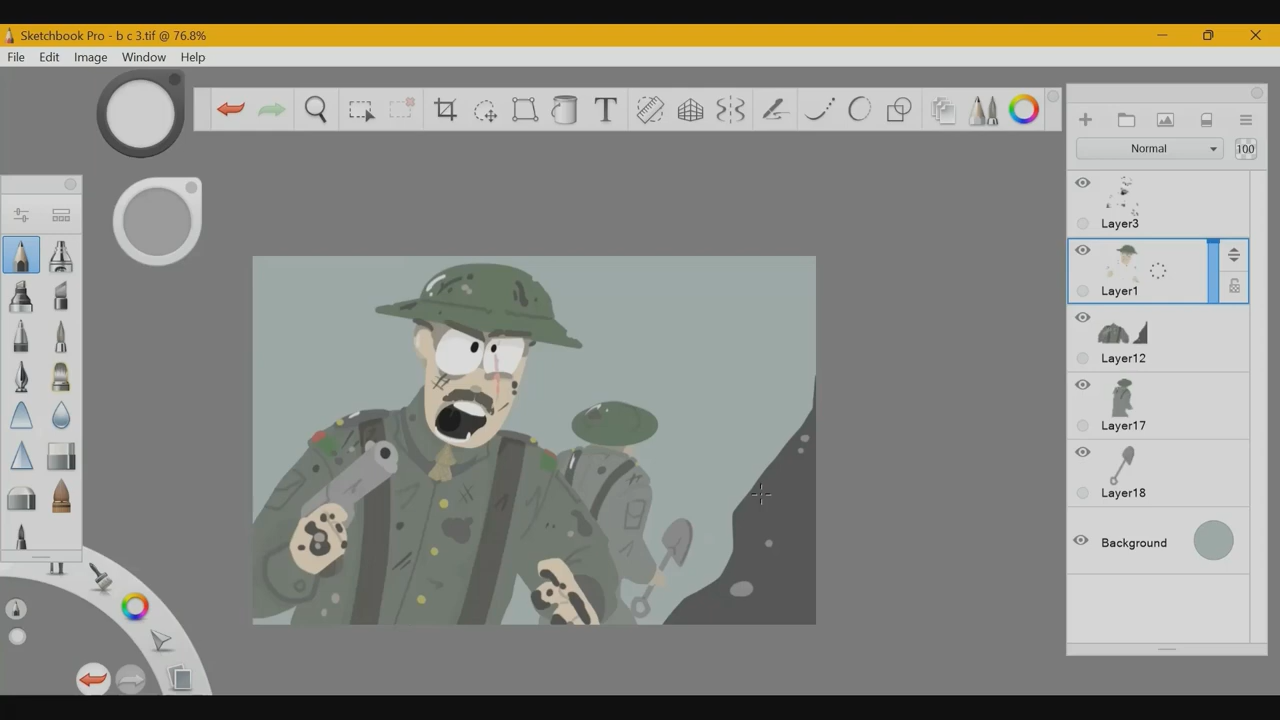 Sketchbook Pro - b c 3.tif @ 76.8%
File Edit Image Window Help
T
Normal 100
Layer3
Layer1
Layer12
Layer17
Layer18
Background